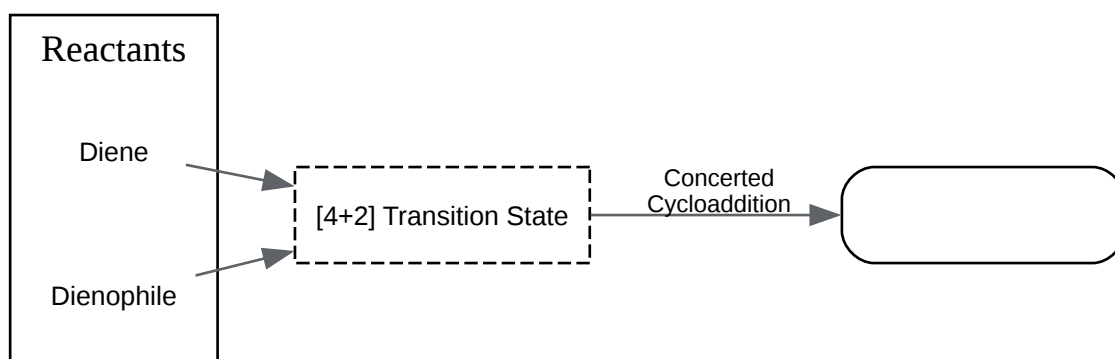 Reactants
Diene
Dienophile
[4+2] Transition State
Concerted
Cycloaddition